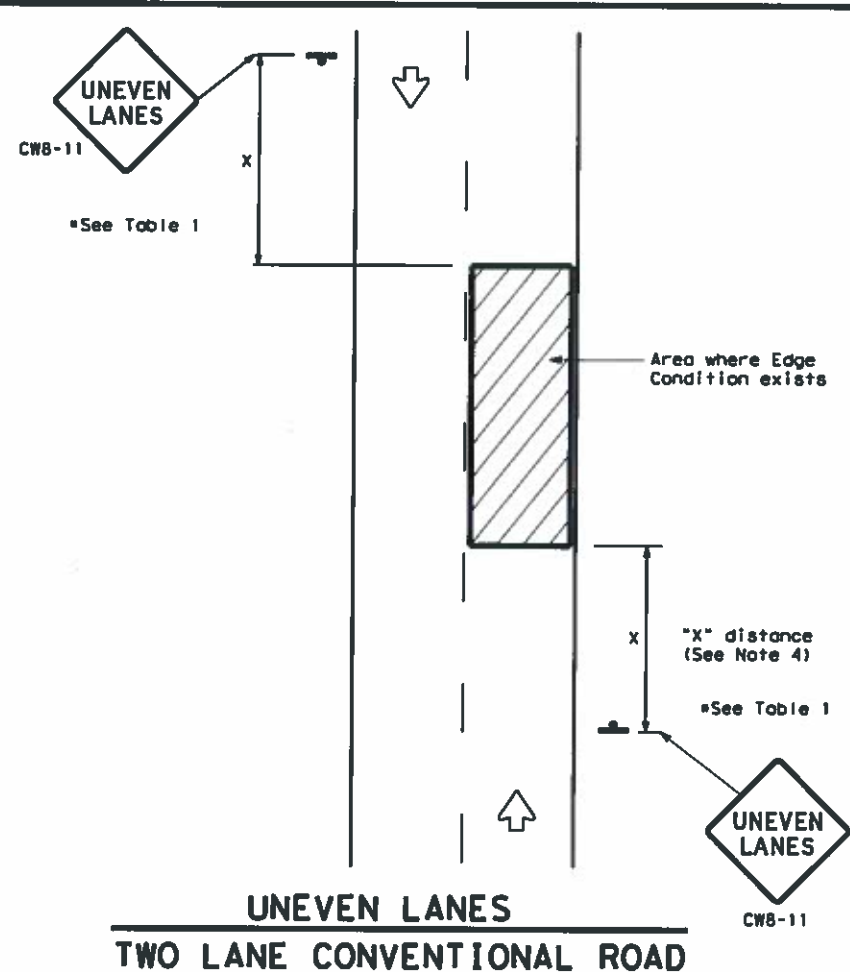 UNEVEN
LANES
CW8-11
X
*See Table 1
Area where Edge
Condition exists
X
"X" distance
(See Note 4)
*See Table 1
UNEVEN
LANES
CW8-11
UNEVEN LANES
TWO LANE CONVENTIONAL ROAD